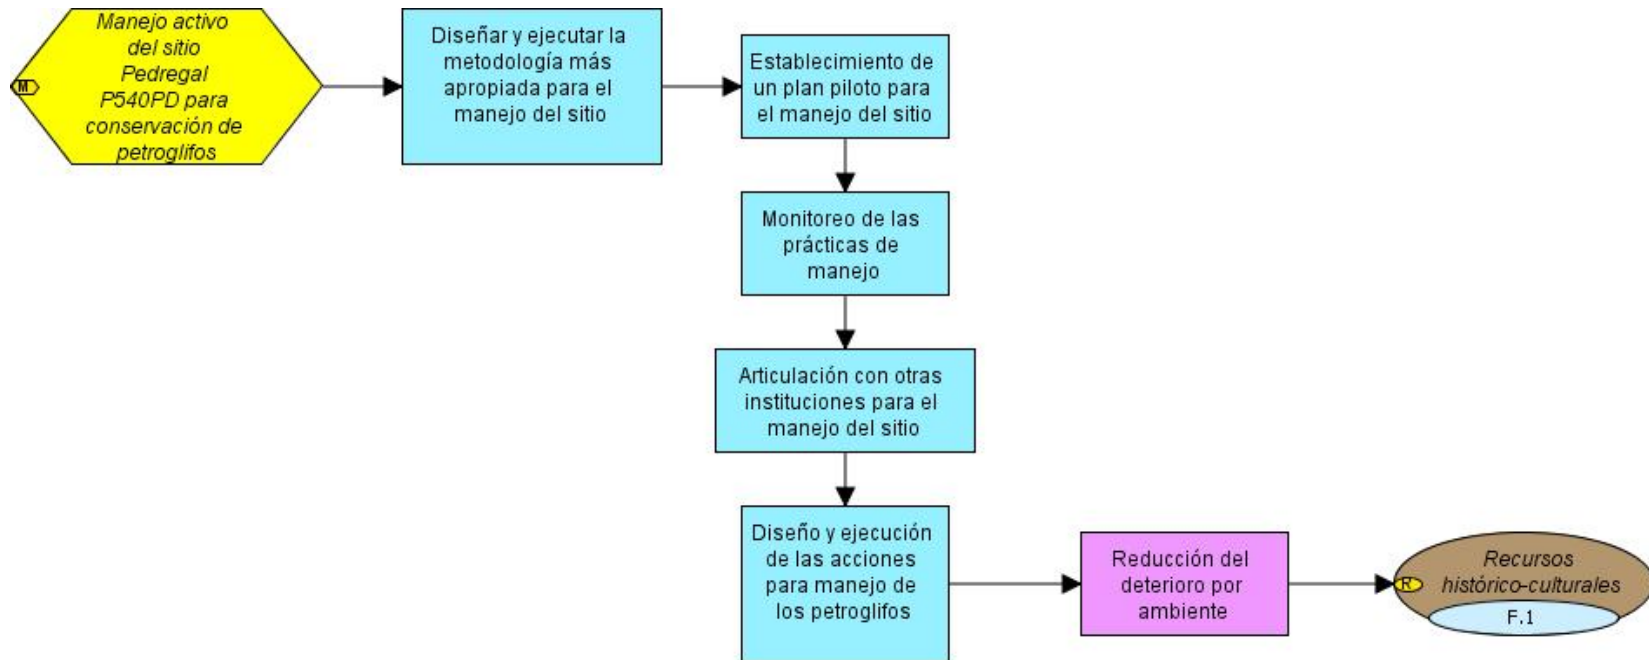 Manejo activo
del sitio
Pedregal
P540PD para
conservación de
petroglifos
M
Diseñar y ejecutar la
metodología más
apropiada para el
manejo del sitio
Establecimiento de
un plan piloto para
el manejo del sitio
Monitoreo de las
prácticas de
manejo
Articulación con otras
instituciones para el
manejo del sitio
Diseño y ejecución
de las acciones
para manejo de
los petroglifos
Reducción del
deterioro por
ambiente
Recursos
histórico-culturales
R
F.1